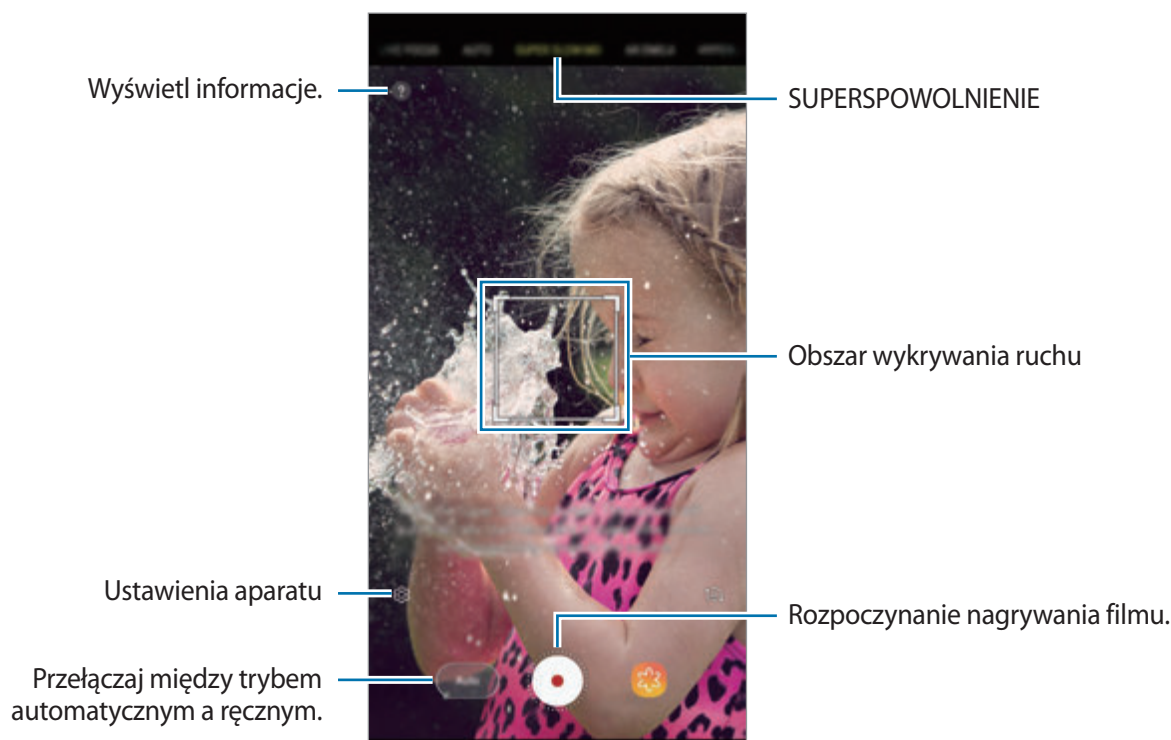 Wyświetl informacje.
SUPERSPOWOLNIENIE
Obszar wykrywania ruchu
Ustawienia aparatu
Rozpoczynanie nagrywania filmu.
Przełączaj między trybem
automatycznym a ręcznym.